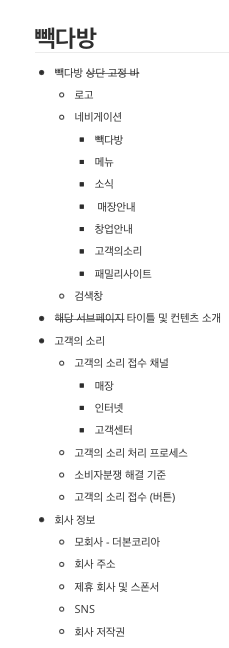 빽다방
빽다방 상단 고정 바
로고
네비게이션
빽다방
메뉴
소식
매장안내
창업안내
고객의소리
패밀리사이트
검색창
해당 서브페이지 타이틀 및 컨텐츠 소개
고객의 소리
고객의 소리 접수 채널
매장
인터넷
고객센터
고객의 소리 처리 프로세스
소비자분쟁 해결 기준
고객의 소리 접수 (버튼)
회사 정보
모회사 - 더본코리아
회사 주소
제휴 회사 및 스폰서
SNS
회사 저작권